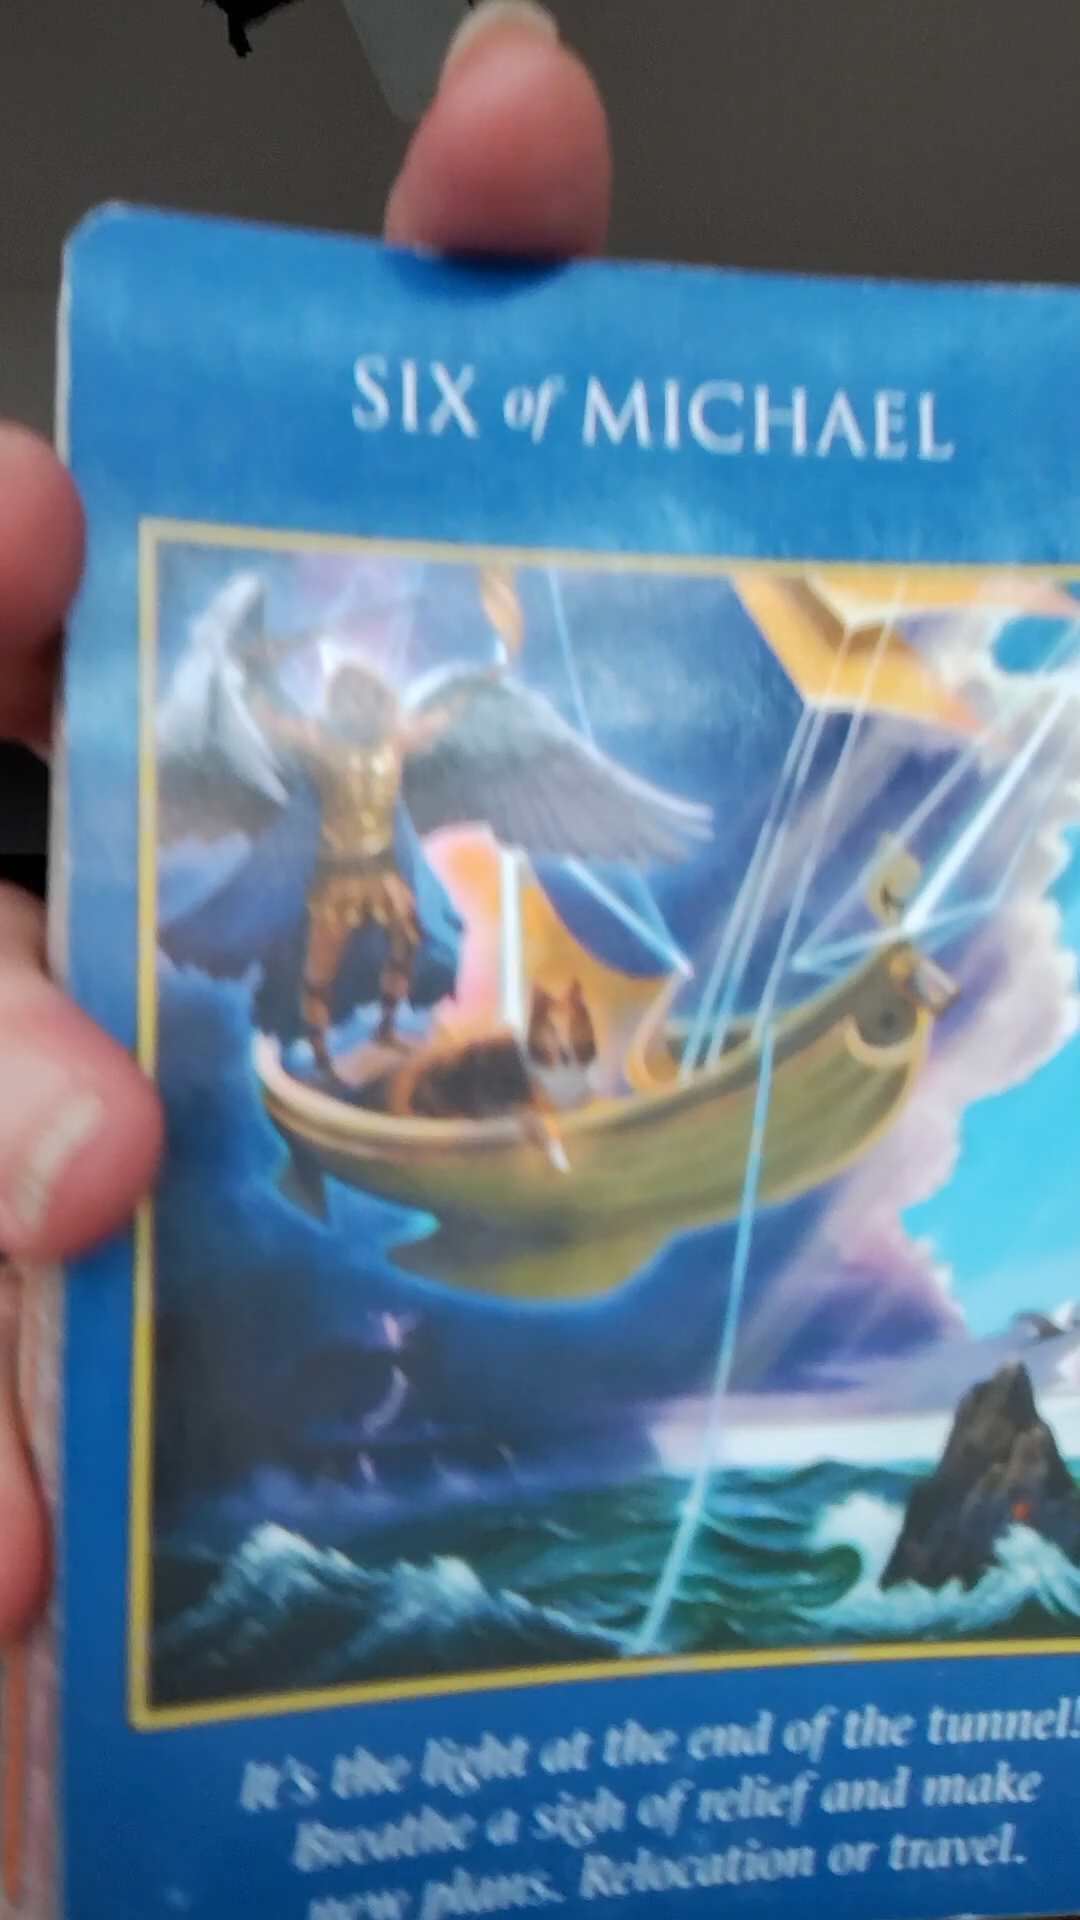 SIX of MICHAEL
It's the light at the end of the tunnel!
Breathe a sigh of relief and make
new plans. Relocation or travel.